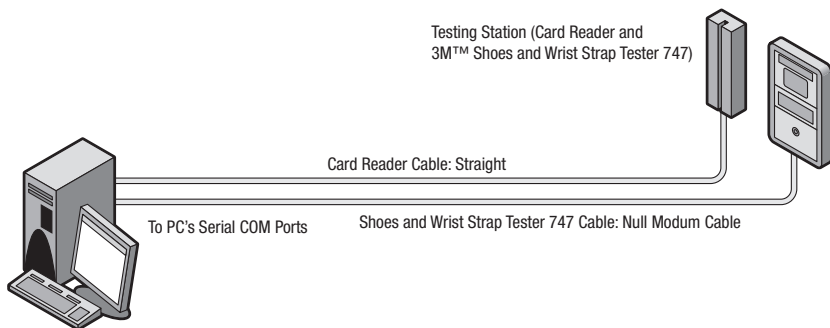 Testing Station (Card Reader and
3M™ Shoes and Wrist Strap Tester 747)
Card Reader Cable: Straight
To PC's Serial COM Ports
Shoes and Wrist Strap Tester 747 Cable: Null Modum Cable